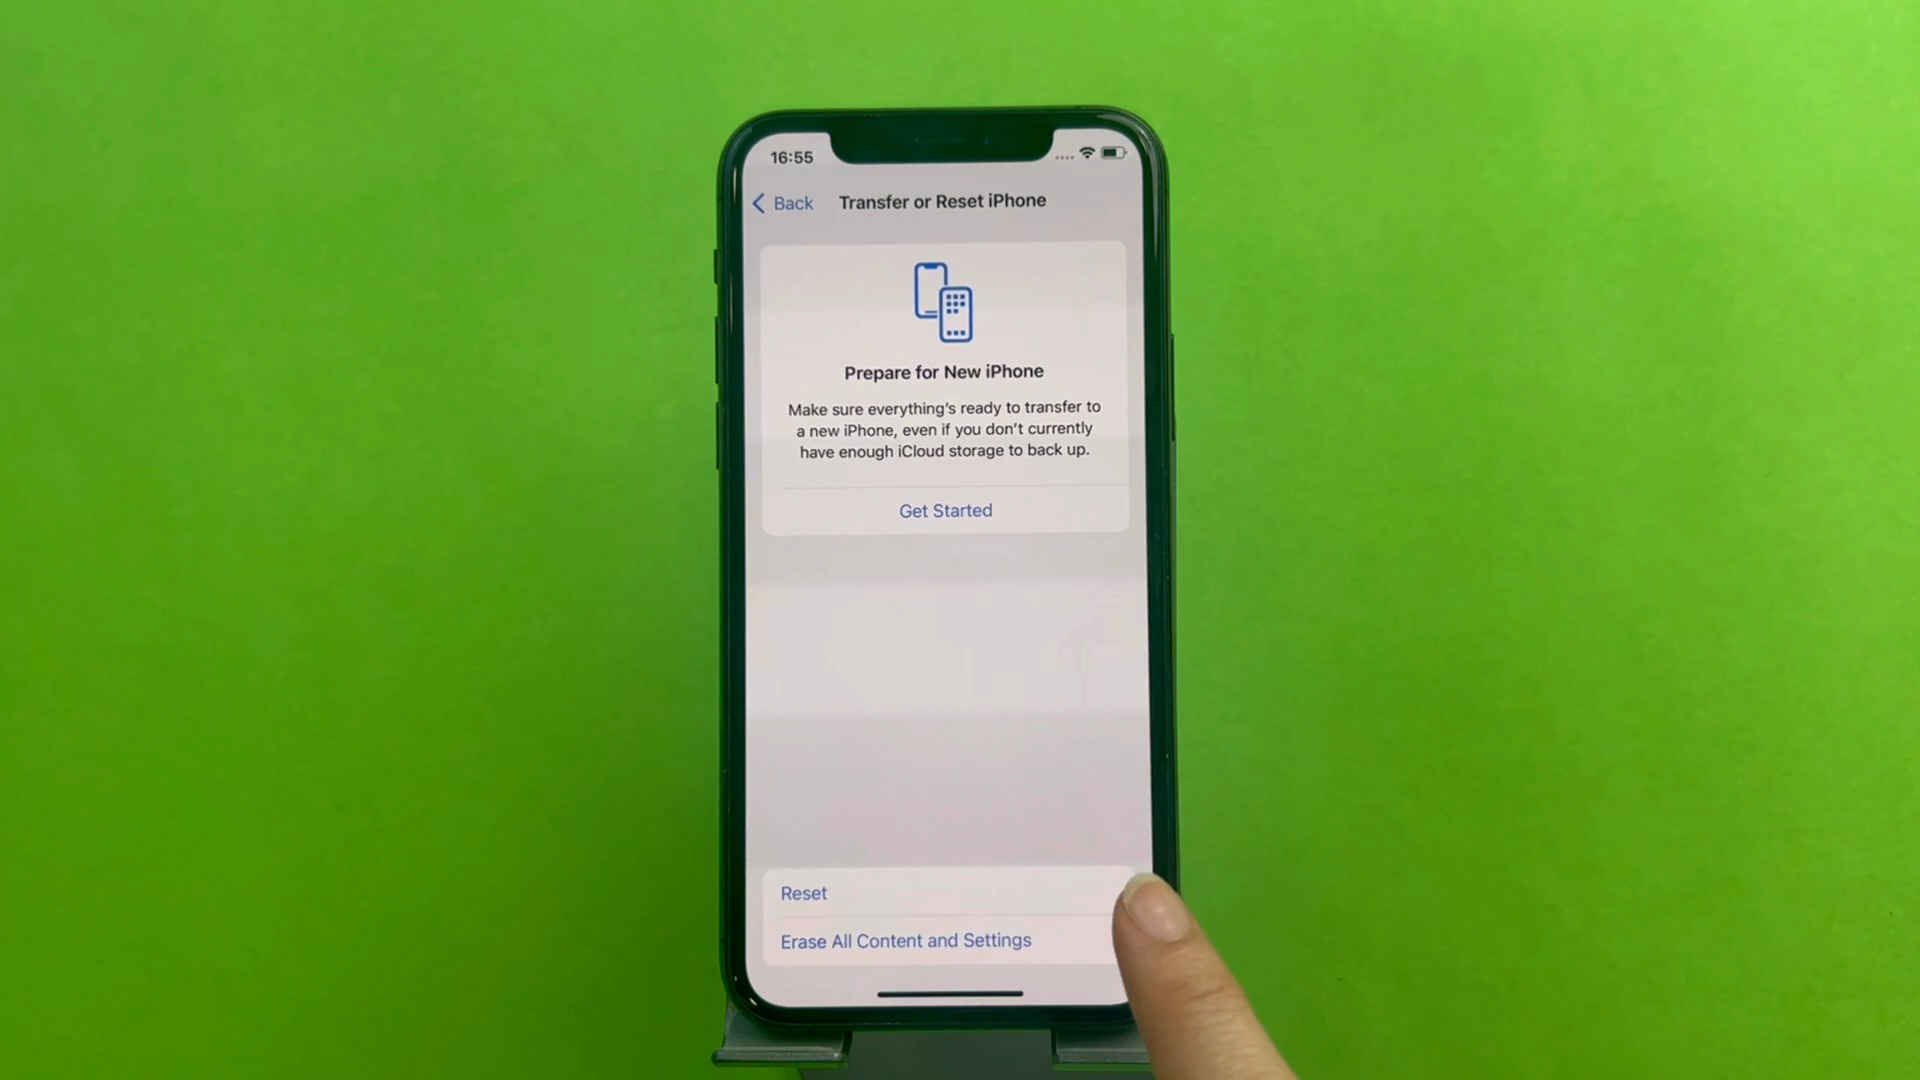 16:55
Back
Transfer or Reset iPhone
Prepare for New iPhone
Make sure everything's ready to transfer to
a new iPhone, even if you don't currently
have enough iCloud storage to back up.
Get Started
Reset
Erase All Content and Settings